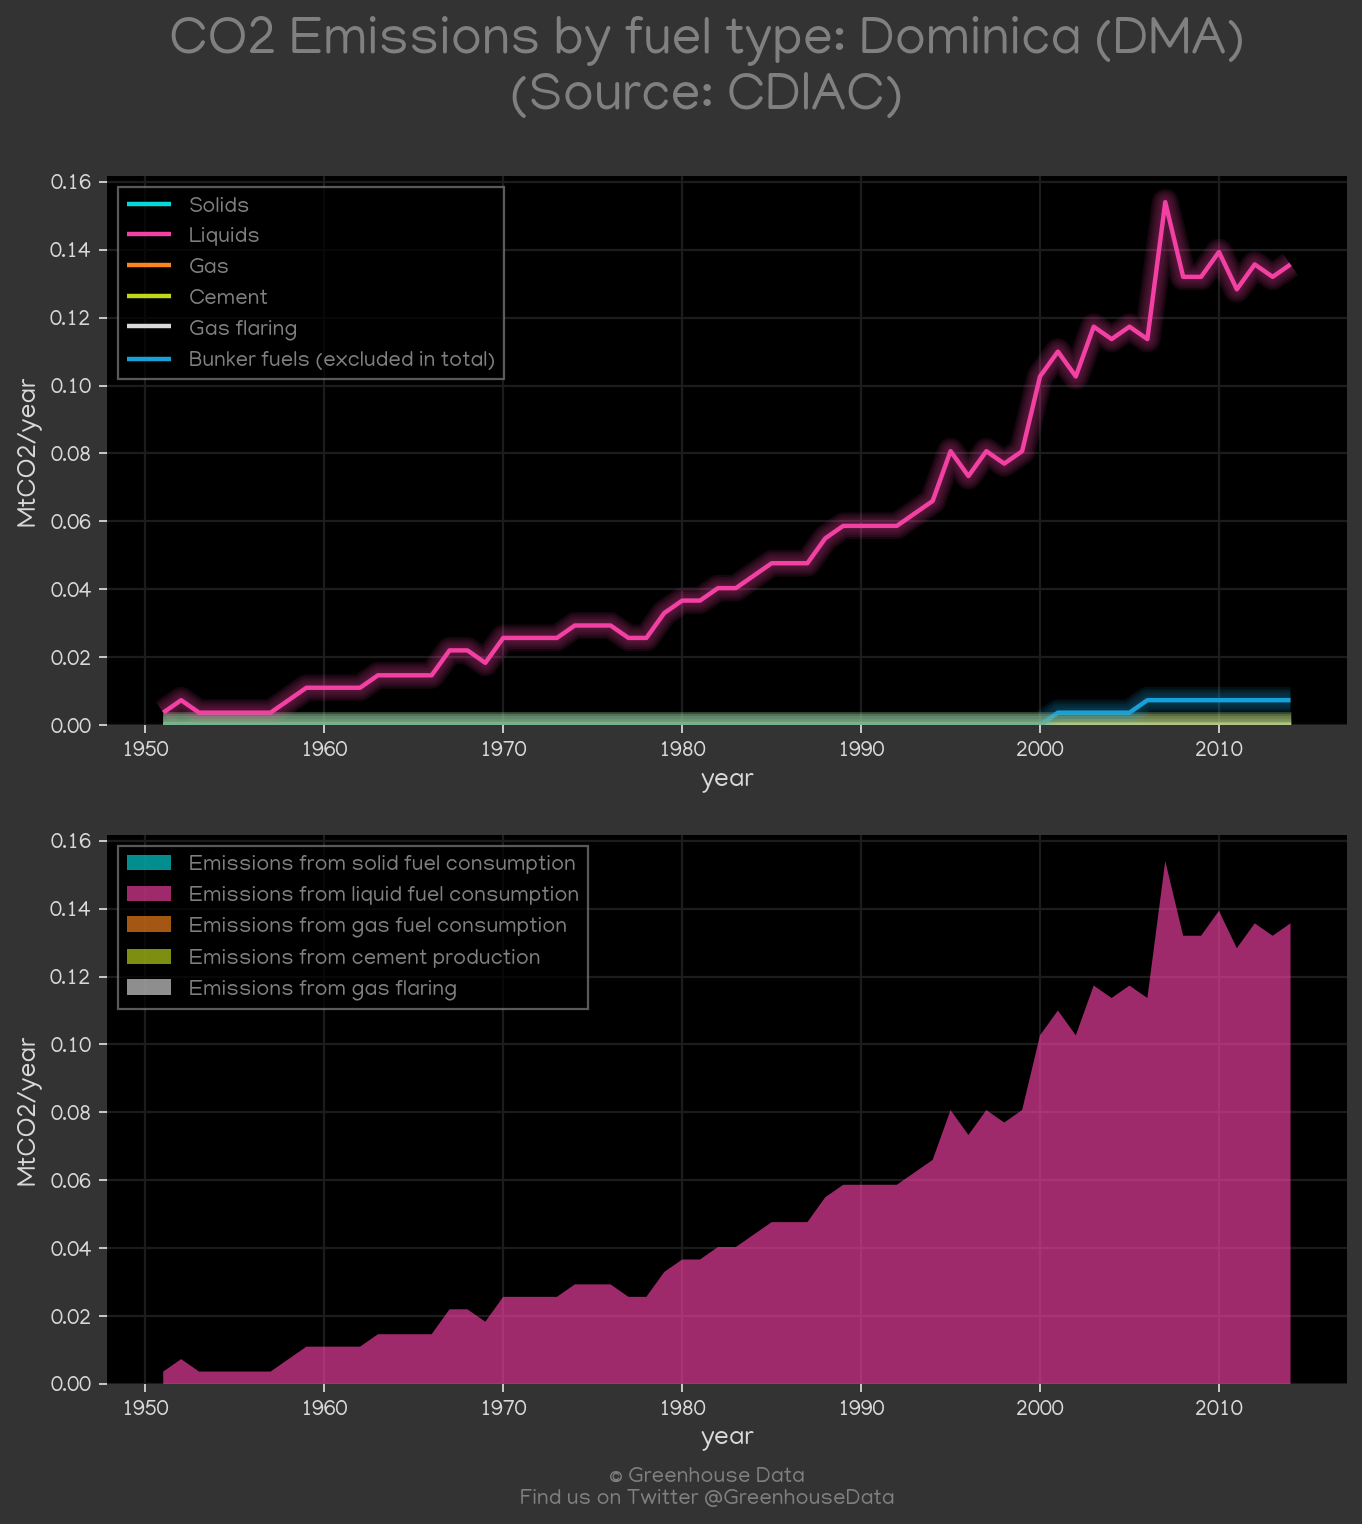 CO2 Emissions by fuel type: Dominica (DMA)
(Source: CDIAC)
0.16
0.14
0.12
0.10
0.08
0.06
0.04
0.02
0.00
MtCO2/year
Solids
Liquids
Gas
Cement
Gas flaring
Bunker fuels (excluded in total)
1950 1960 1970 1980 1990 2000 2010
year
0.16
0.14
0.12
0.10
0.08
0.06
0.04
0.02
0.00
MtCO2/year
Emissions from solid fuel consumption
Emissions from liquid fuel consumption
Emissions from gas fuel consumption
Emissions from cement production
Emissions from gas flaring
1950 1960 1970 1980 1990 2000 2010
year
© Greenhouse Data
Find us on Twitter @GreenhouseData